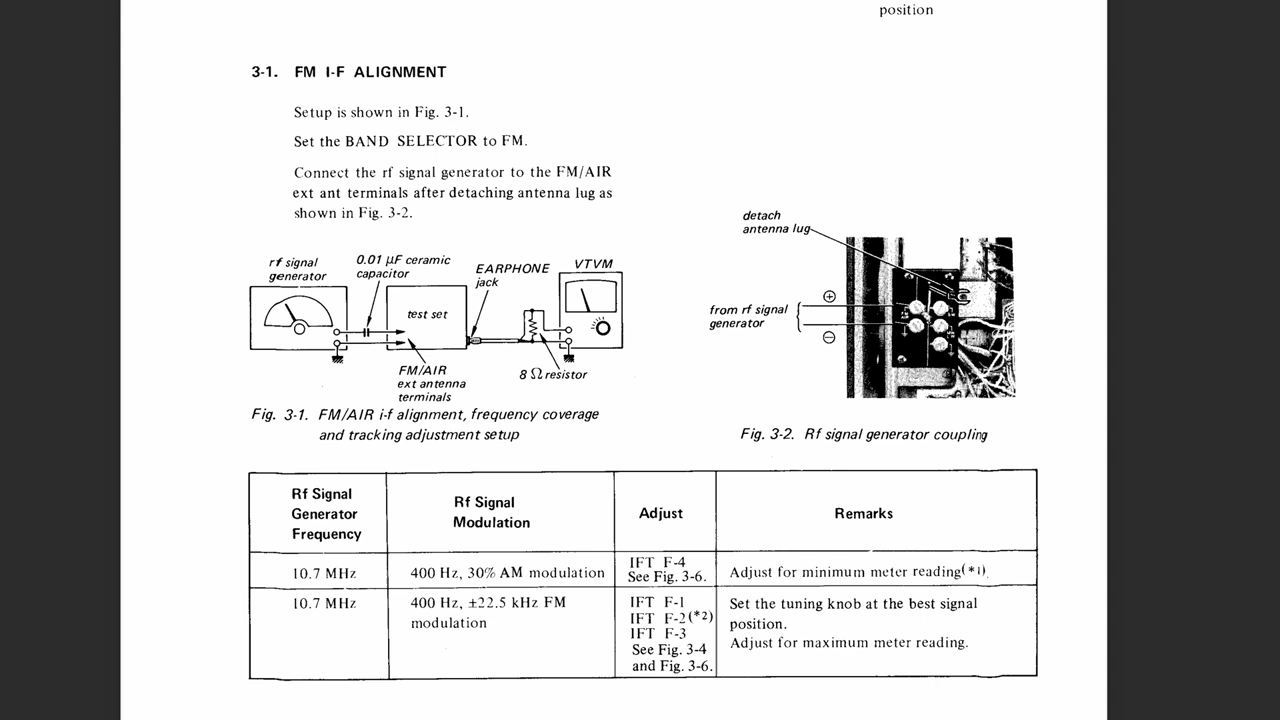 position
3-1. FM I-F ALIGNMENT
Setup is shown in Fig. 3-1.
Set the BAND SELECTOR to FM.
Connect the rf signal generator to the FM/AIR
ext ant terminals after detaching antenna lug as
shown in Fig. 3-2.
rf signal
generator
0.01 µF ceramic
capacitor
EARPHONE
jack
VTVM
test set
FM/AIR
ext antenna
terminals
8 Ω resistor
Fig. 3-1. FM/AIR i-f alignment, frequency coverage
and tracking adjustment setup
detach
antenna lug
from rf signal
generator
⊕
⊖
Fig. 3-2. Rf signal generator coupling
Rf Signal
Generator
Frequency
Rf Signal
Modulation
Adjust
Remarks
10.7 MHz
400 Hz, 30% AM modulation
IFT F-4
See Fig. 3-6.
Adjust for minimum meter reading(*1).
10.7 MHz
400 Hz, ±22.5 kHz FM
modulation
IFT F-1
IFT F-2(*2)
IFT F-3
See Fig. 3-4
and Fig. 3-6.
Set the tuning knob at the best signal
position.
Adjust for maximum meter reading.